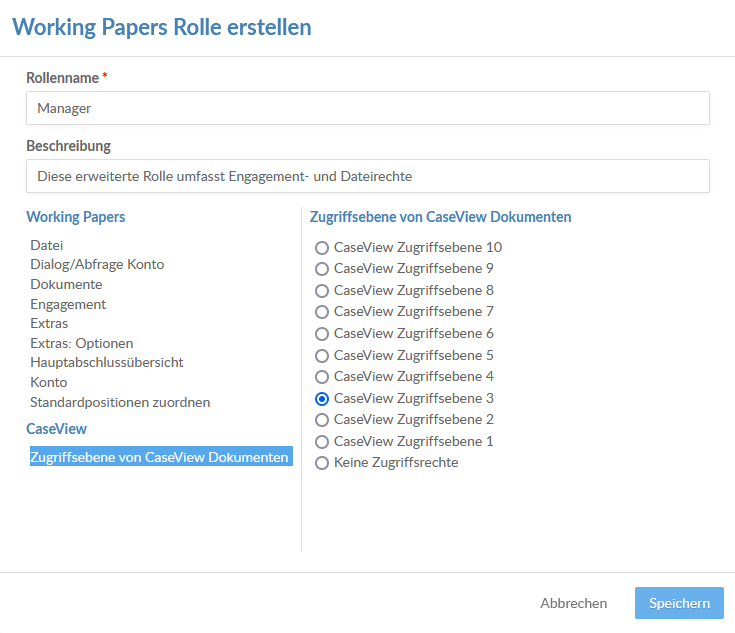 Working Papers Rolle erstellen
Rollenname *
Manager
Beschreibung
Diese erweiterte Rolle umfasst Engagement- und Dateirechte
Working Papers
Datei
Dialog/Abfrage Konto
Dokumente
Engagement
Extras
Extras: Optionen
Hauptabschlussübersicht
Konto
Standardpositionen zuordnen
CaseView
Zugriffsebene von CaseView Dokumenten
Zugriffsebene von CaseView Dokumenten
CaseView Zugriffsebene 10
CaseView Zugriffsebene 9
CaseView Zugriffsebene 8
CaseView Zugriffsebene 7
CaseView Zugriffsebene 6
CaseView Zugriffsebene 5
CaseView Zugriffsebene 4
CaseView Zugriffsebene 3
CaseView Zugriffsebene 2
CaseView Zugriffsebene 1
Keine Zugriffsrechte
Abbrechen
Speichern